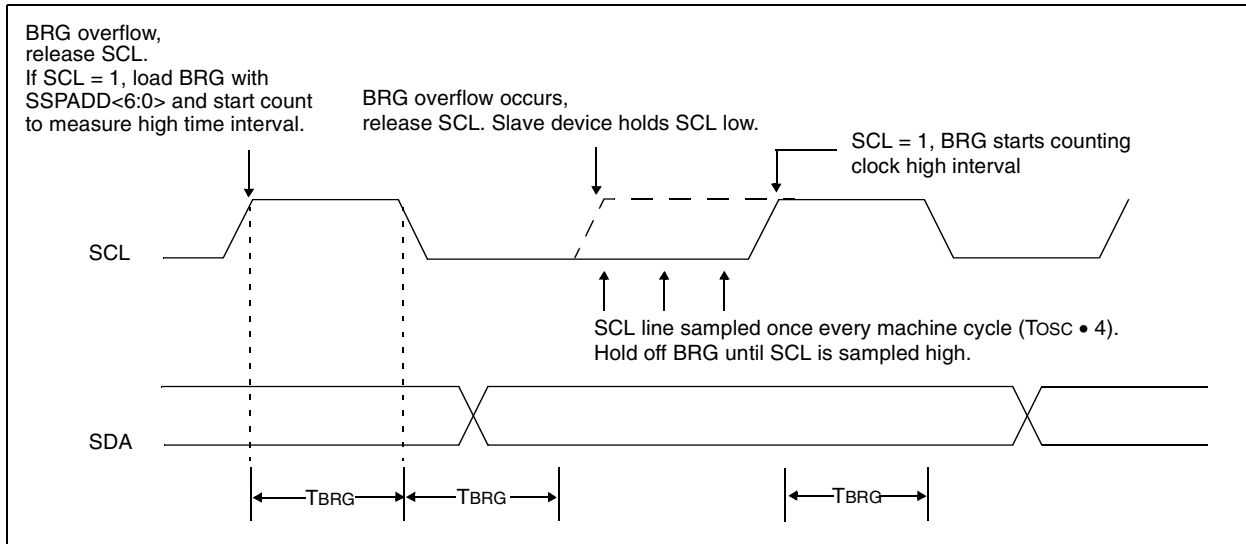 BRG overflow,
release SCL.
If SCL = 1, load BRG with
SSPADD<6:0> and start count
to measure high time interval.
BRG overflow occurs,
release SCL. Slave device holds SCL low.
SCL = 1, BRG starts counting
clock high interval
SCL
SCL line sampled once every machine cycle (TOSC • 4).
Hold off BRG until SCL is sampled high.
SDA
TBRG
TBRG
TBRG